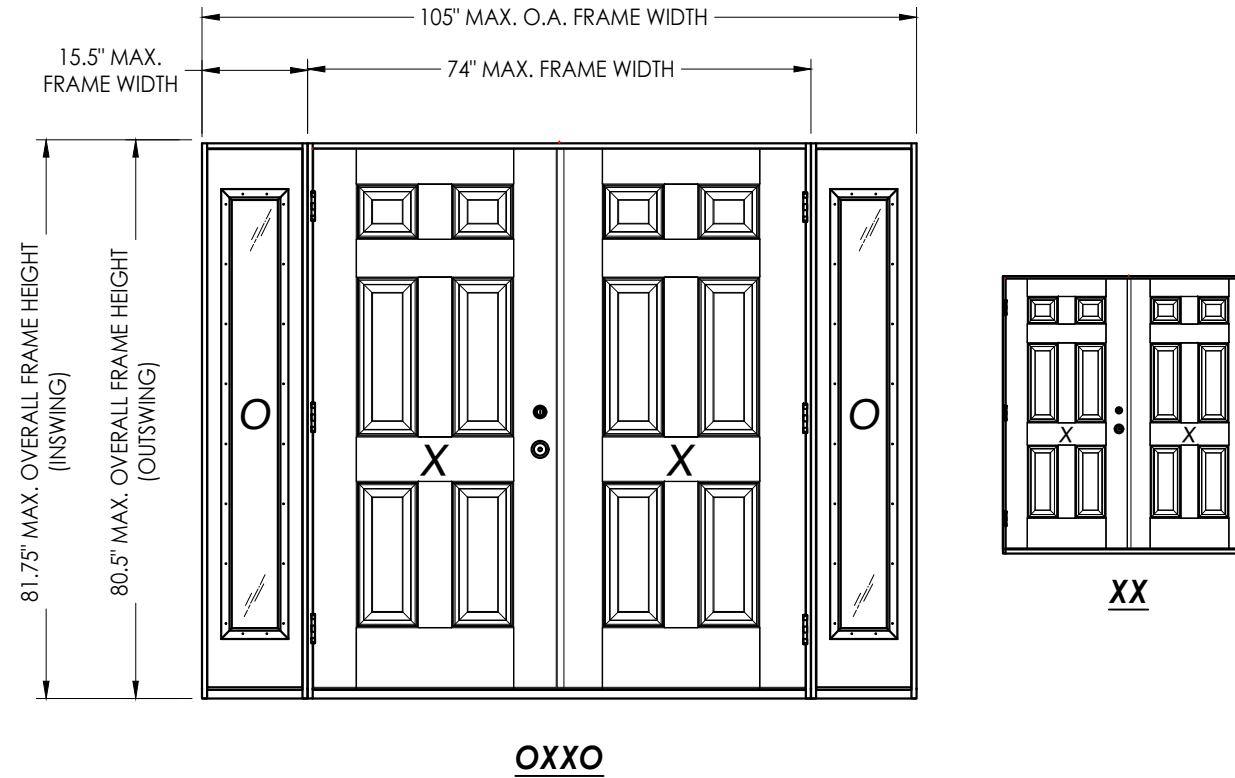 105" MAX. O.A. FRAME WIDTH
15.5" MAX.
FRAME WIDTH
74" MAX. FRAME WIDTH
81.75" MAX. OVERALL FRAME HEIGHT
(INSWING)
80.5" MAX. OVERALL FRAME HEIGHT
(OUTSWING)
O
X
X
O
OXXO
X
X
XX